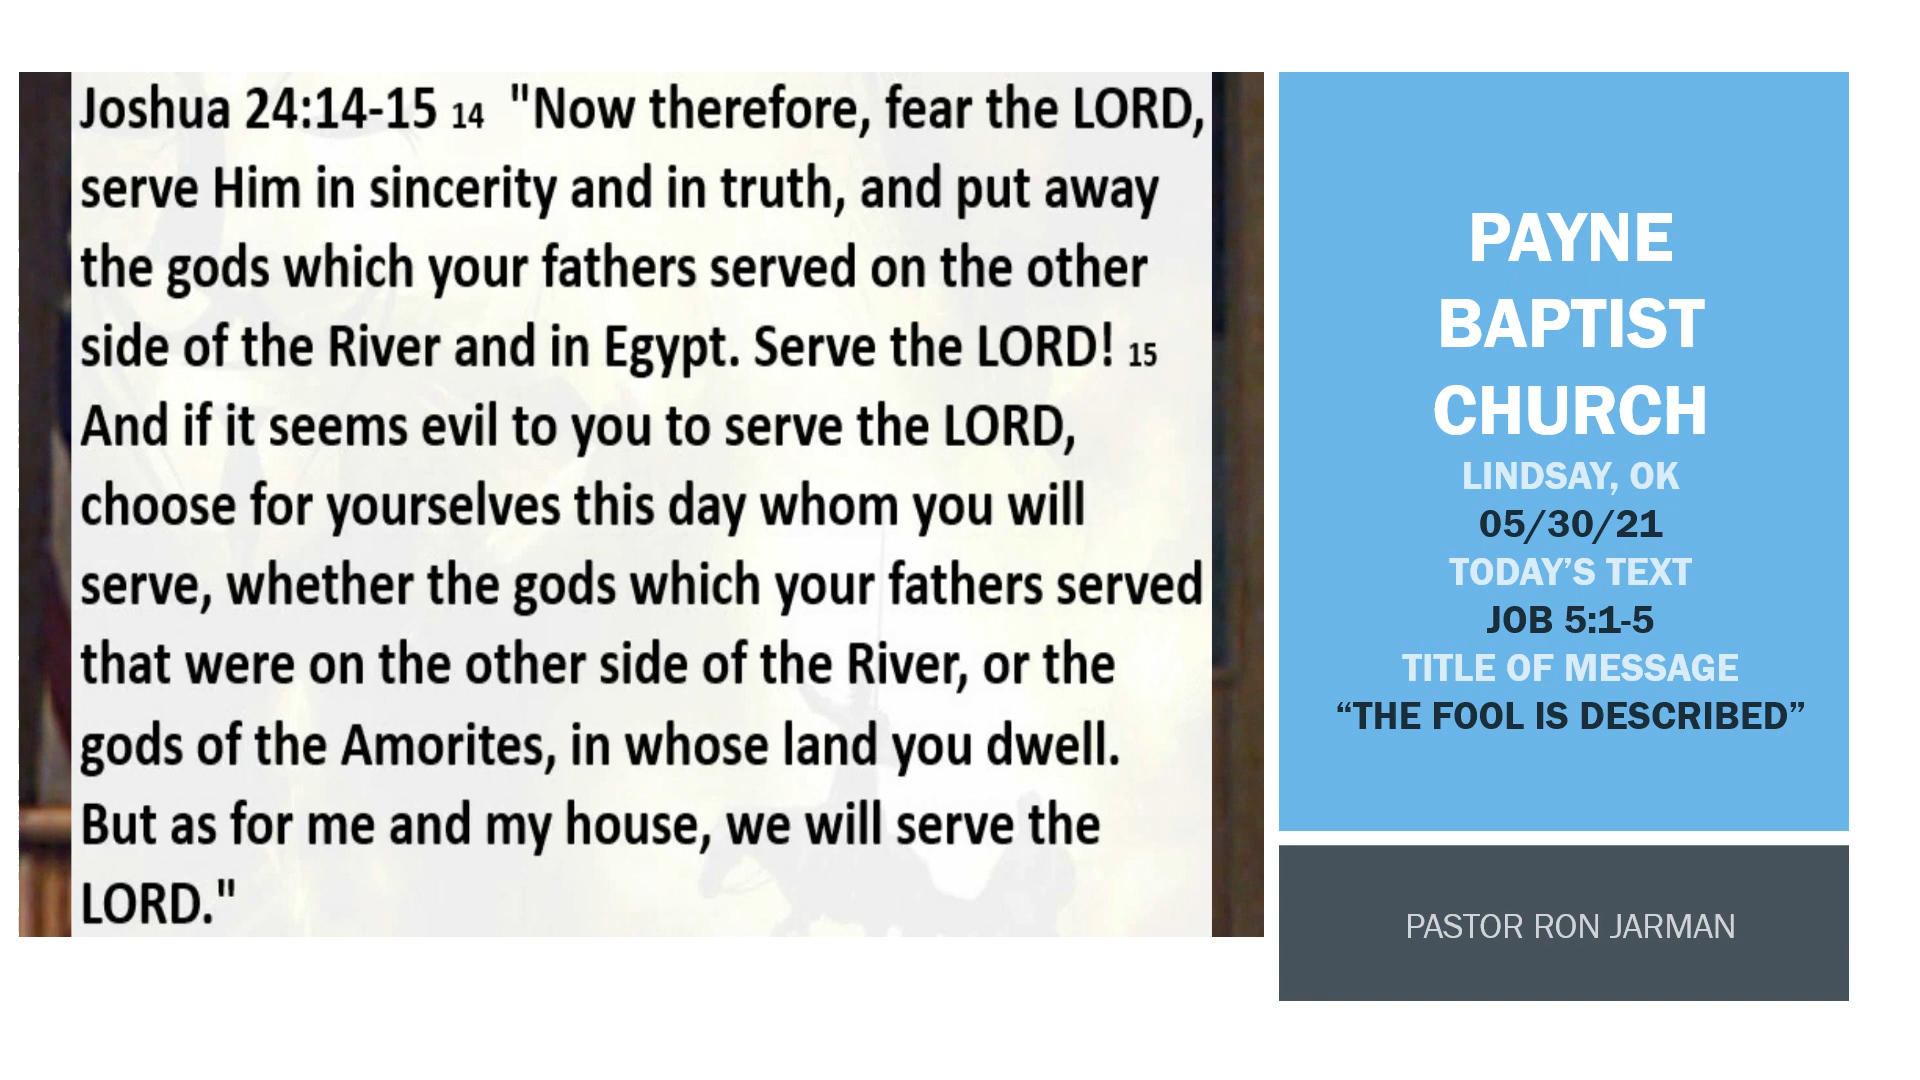 Joshua 24:14-15 14 "Now therefore, fear the LORD,
serve Him in sincerity and in truth, and put away
the gods which your fathers served on the other
side of the River and in Egypt. Serve the LORD! 15
And if it seems evil to you to serve the LORD,
choose for yourselves this day whom you will
serve, whether the gods which your fathers served
that were on the other side of the River, or the
gods of the Amorites, in whose land you dwell.
But as for me and my house, we will serve the
LORD."
PAYNE
BAPTIST
CHURCH
LINDSAY, OK
05/30/21
TODAY’S TEXT
JOB 5:1-5
TITLE OF MESSAGE
“THE FOOL IS DESCRIBED”
PASTOR RON JARMAN